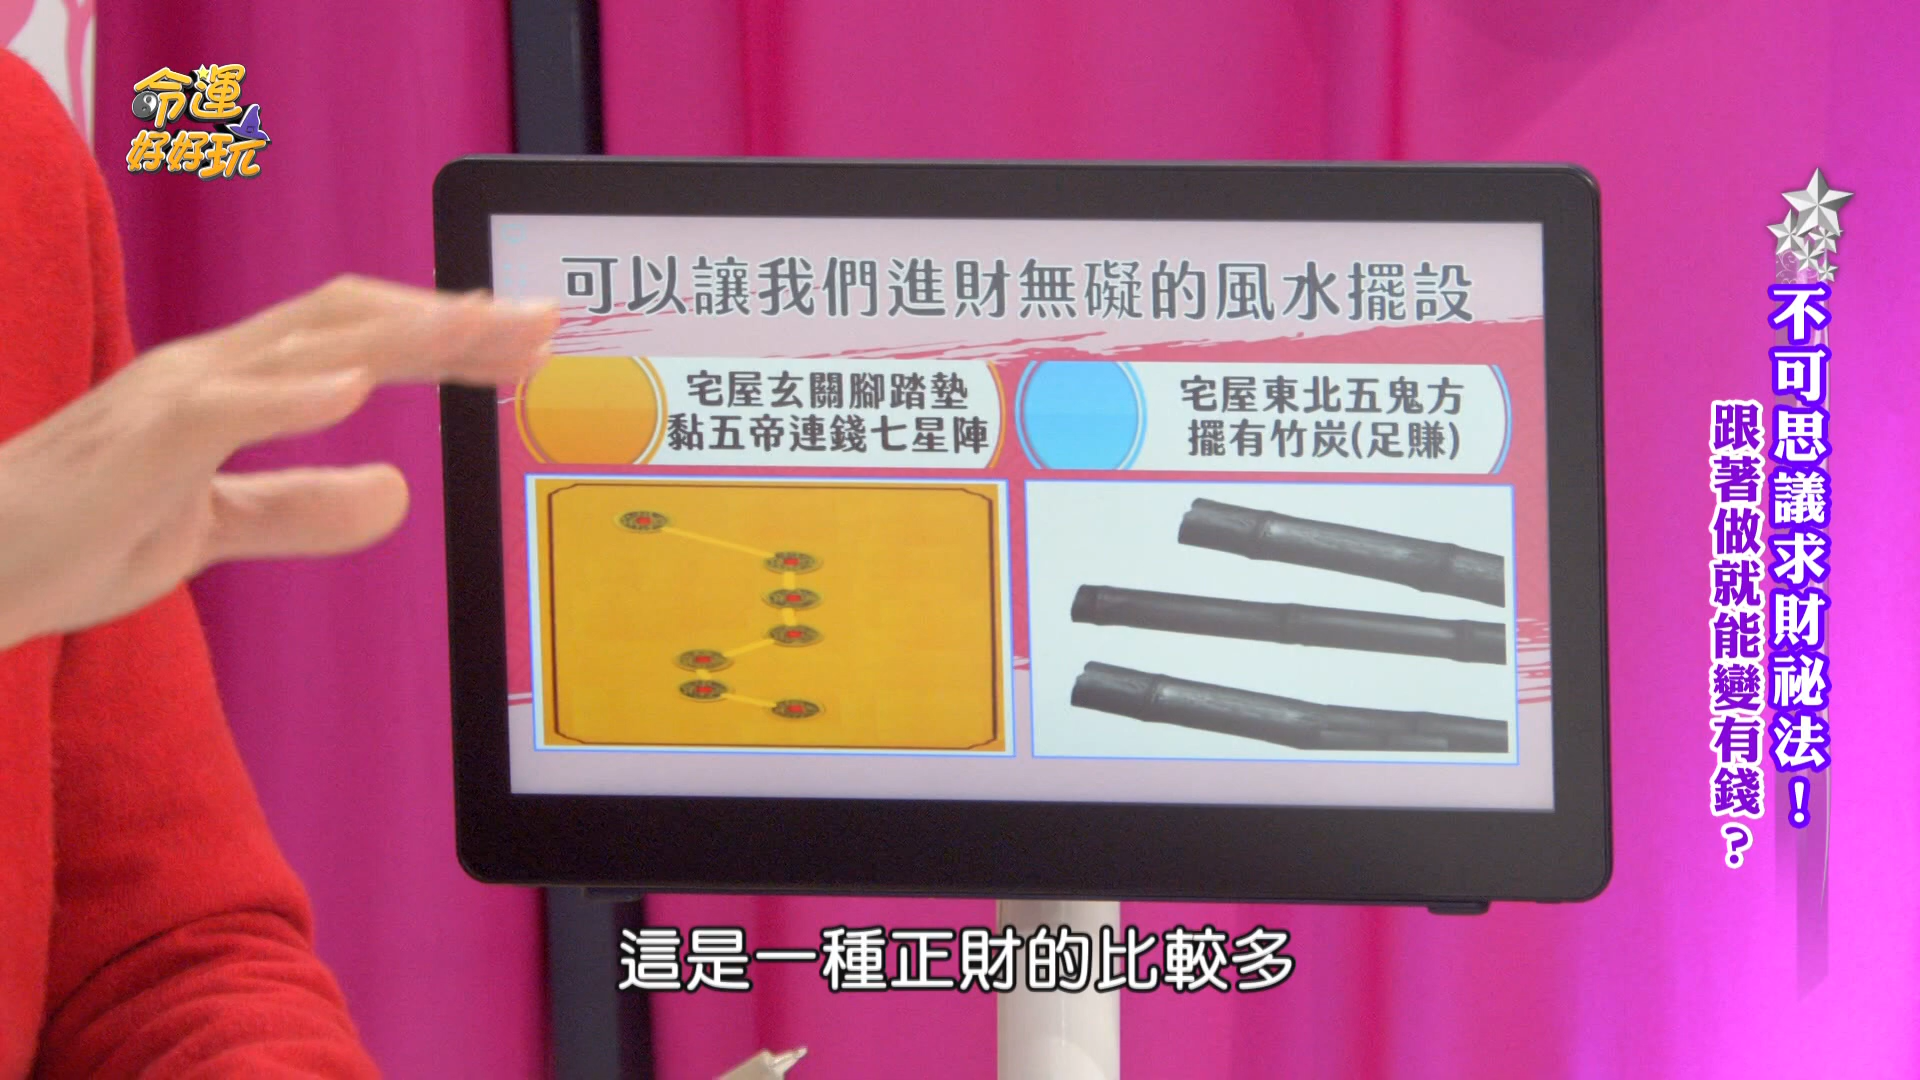 命運
好好玩
可以讓我們進財無礙的風水擺設
宅屋玄關腳踏墊
黏五帝連錢七星陣
宅屋東北五鬼方
擺有竹炭(足賺)
不可思議求財祕法！
跟著做就能變有錢？
這是一種正財的比較多